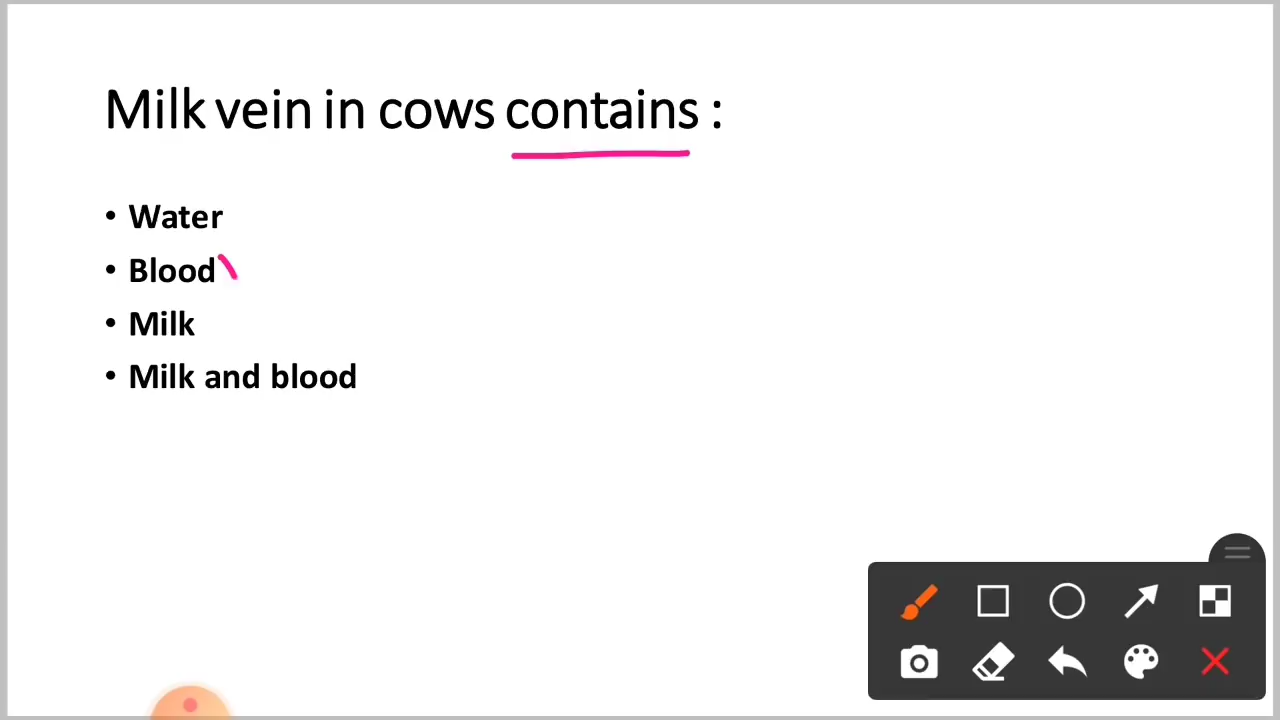 Milk vein in cows contains :
• Water
• Blood
• Milk
• Milk and blood